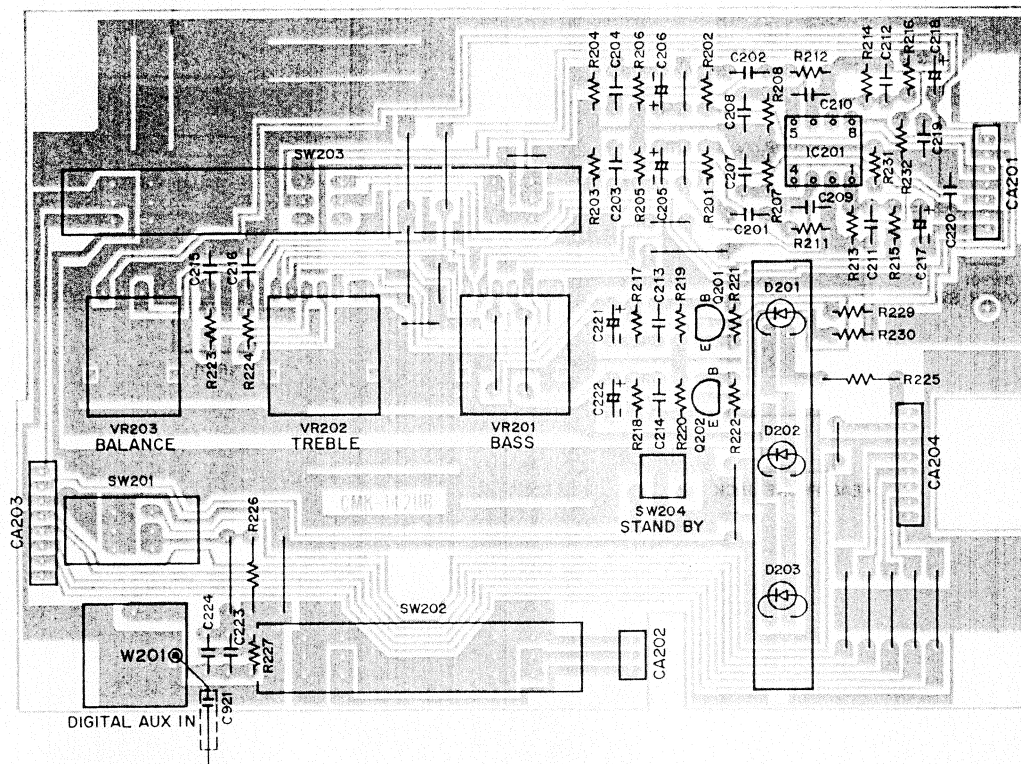 R204
C204
R206
C206
R202
C202
R212
R214
C212
R216
C218
+
+
C208
R208
C210
5
8
IC201
4
1
C219
R231
R232
CA201
SW203
R203
C203
R205
C205
R201
C207
R207
C209
C201
R211
R213
C211
R215
C217
C220
+
+
C215
C216
R217
C213
R219
Q201
R221
D201
C221
+
B
E
R229
R230
R223
R224
R225
C222
+
B
E
R218
C214
R220
Q202
R222
VR203
BALANCE
VR202
TREBLE
VR201
BASS
D202
CA204
CA203
SW201
R226
SW204
STAND BY
D203
C224
C223
R227
SW202
CA202
W201
C921
DIGITAL AUX IN